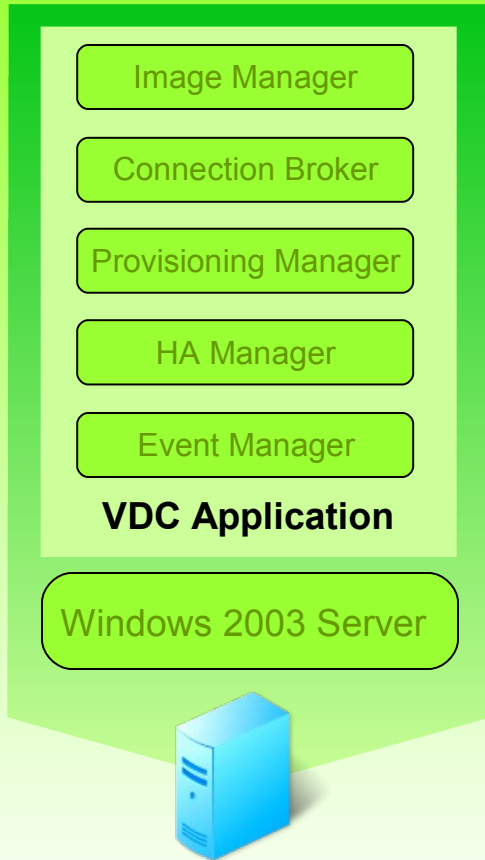 Image Manager
Connection Broker
Provisioning Manager
HA Manager
Event Manager
VDC Application
Windows 2003 Server